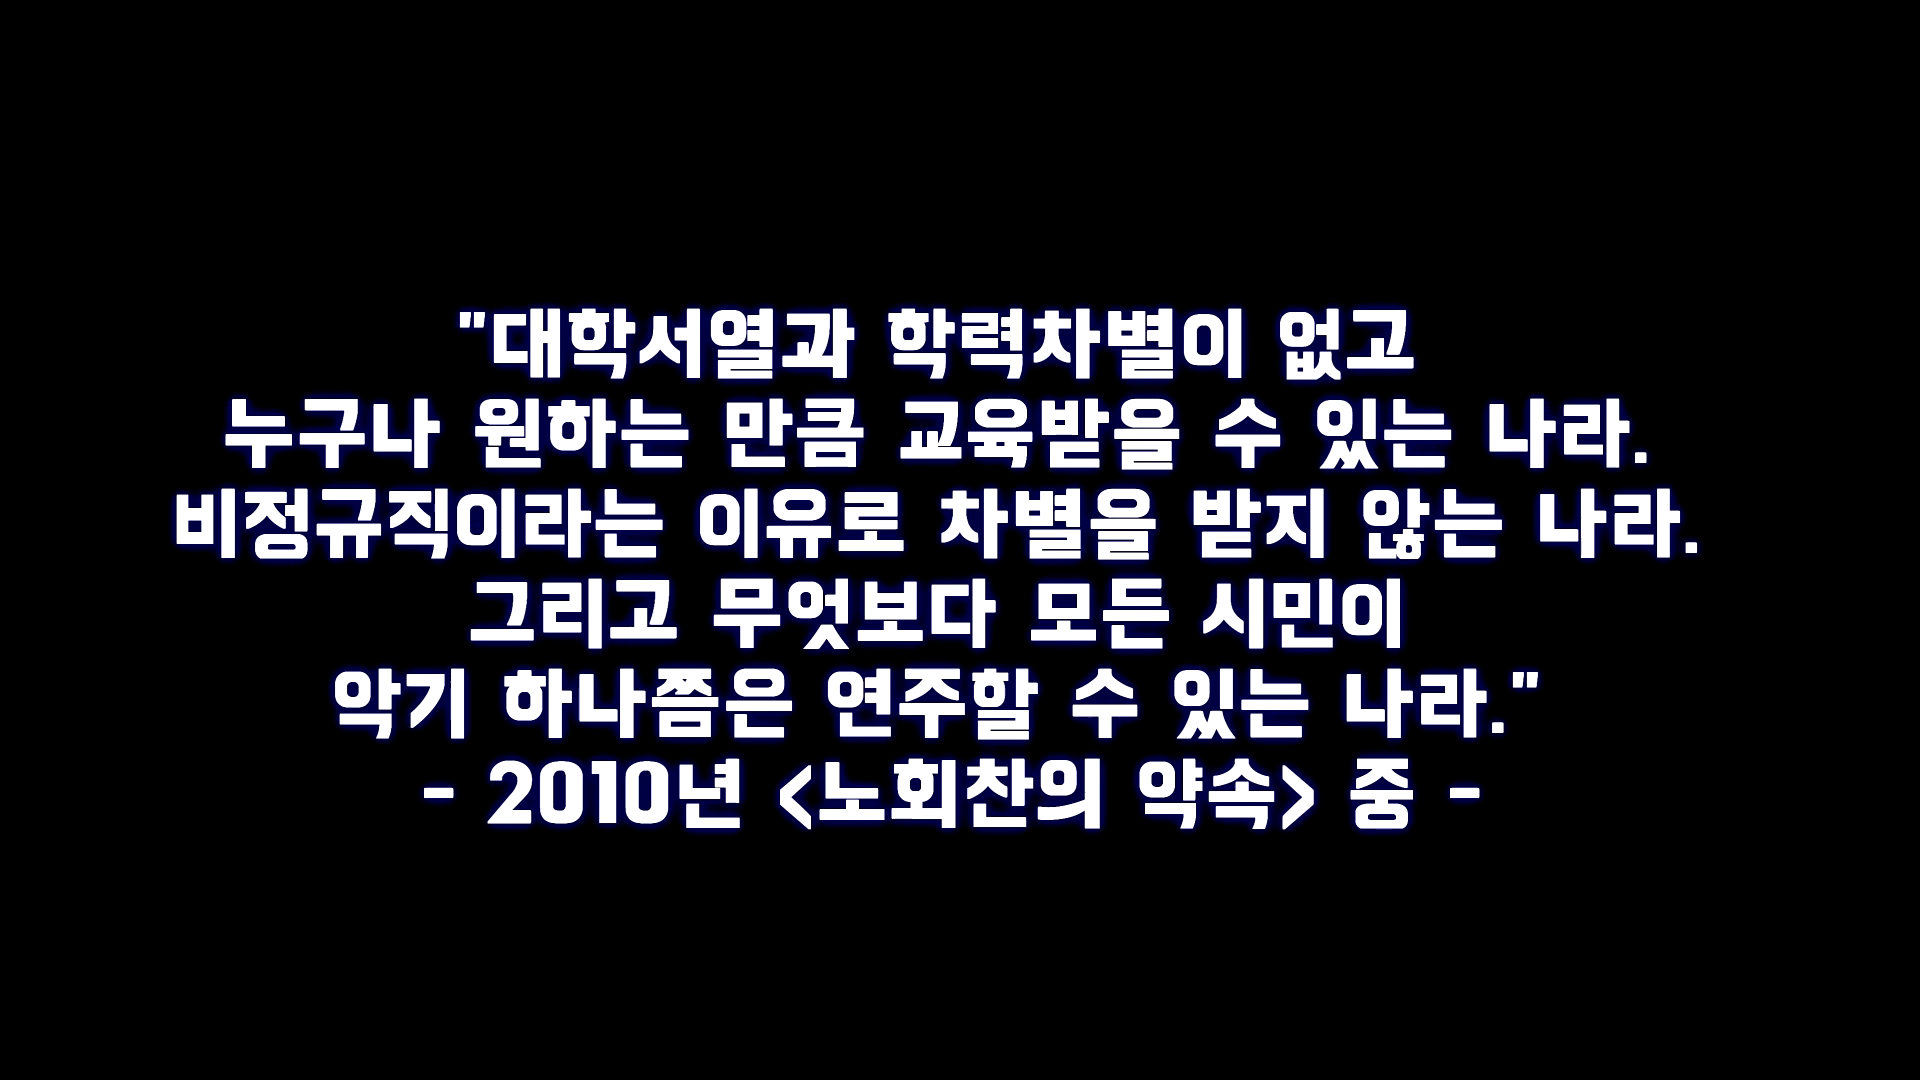 "대학서열과 학력차별이 없고
누구나 원하는 만큼 교육받을 수 있는 나라.
비정규직이라는 이유로 차별을 받지 않는 나라.
그리고 무엇보다 모든 시민이
악기 하나쯤은 연주할 수 있는 나라."
- 2010년 <노회찬의 약속> 중 -